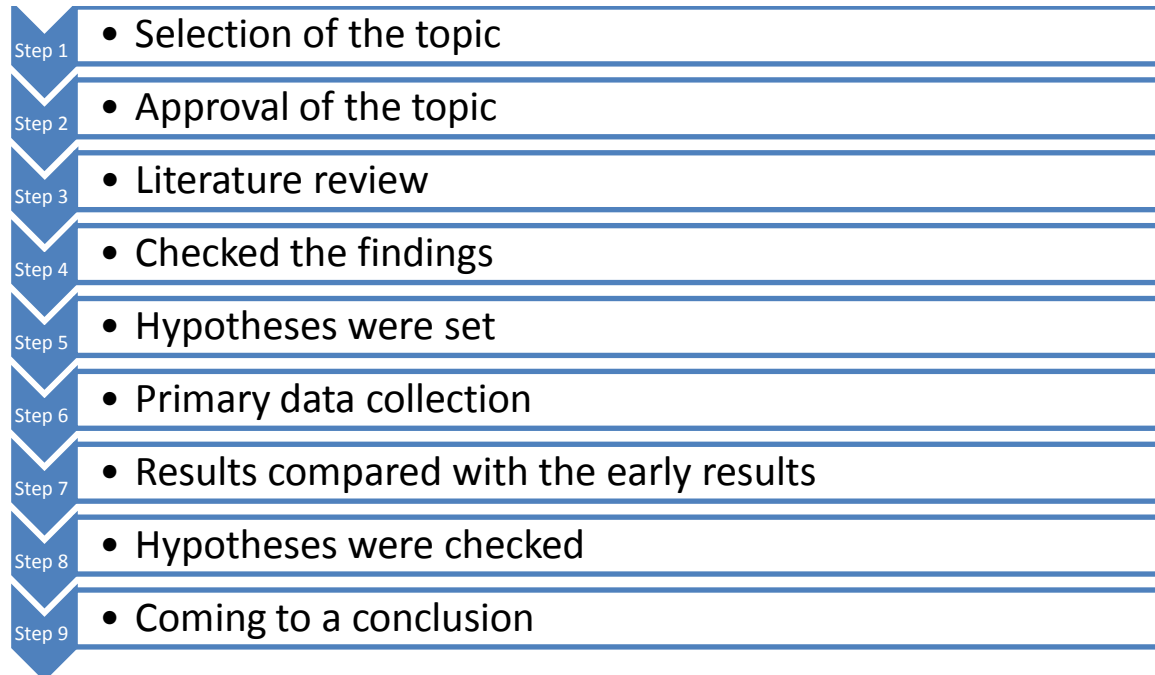 Step 1 • Selection of the topic
Step 2 • Approval of the topic
Step 3 • Literature review
Step 4 • Checked the findings
Step 5 • Hypotheses were set
Step 6 • Primary data collection
Step 7 • Results compared with the early results
Step 8 • Hypotheses were checked
Step 9 • Coming to a conclusion